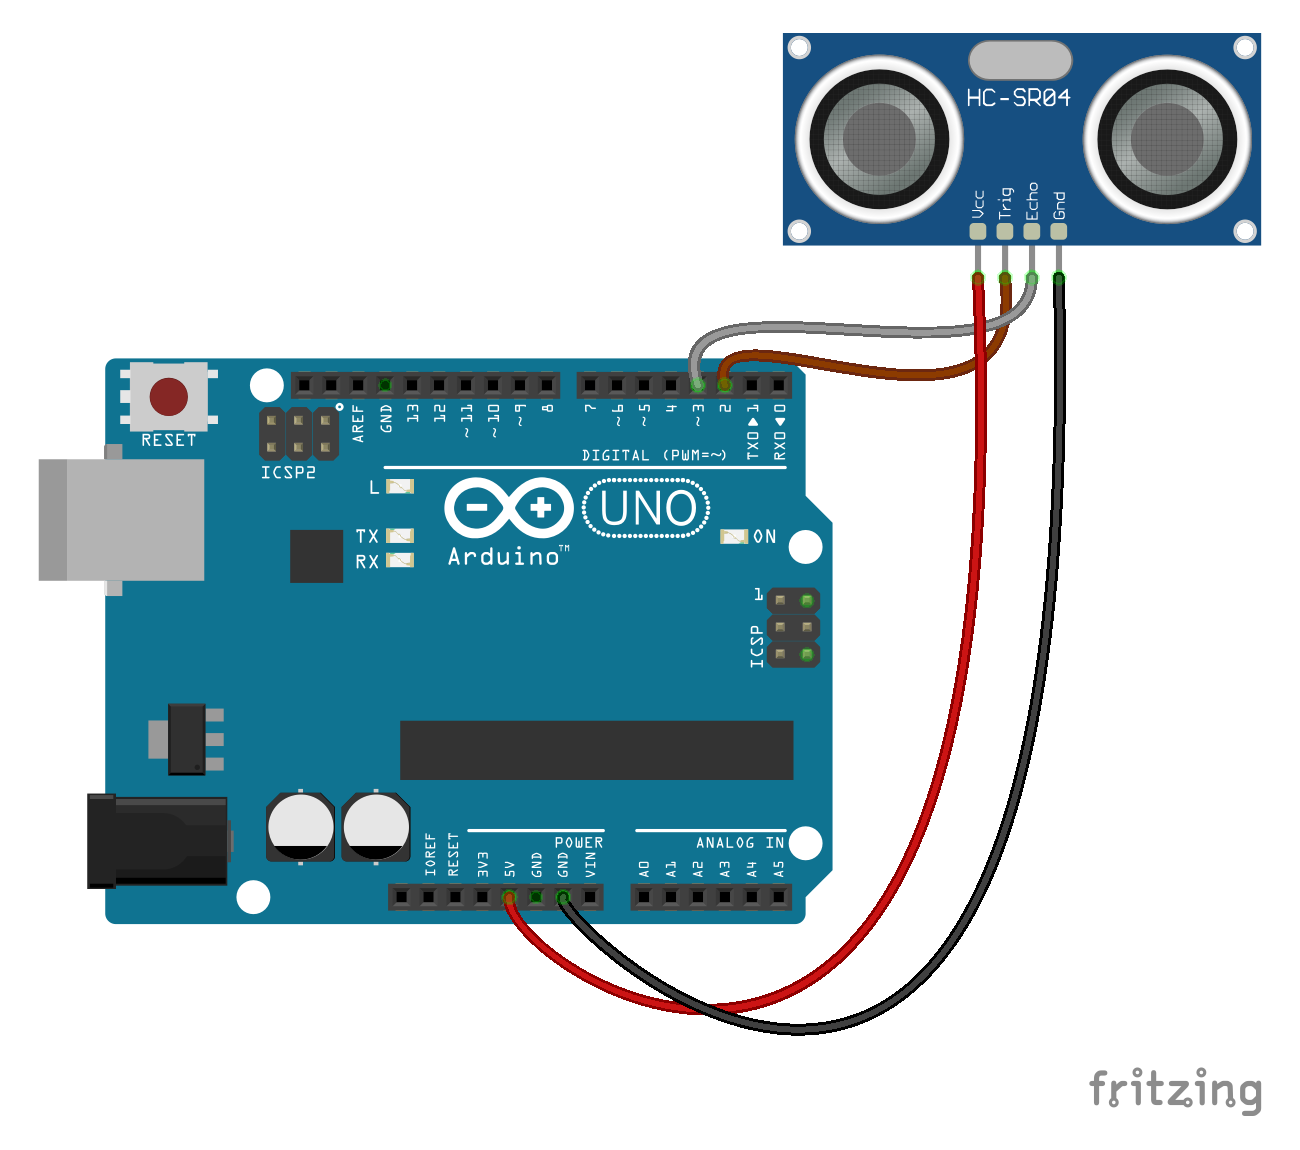 HC-SR04
Vcc
Trig
Echo
Gnd
RESET
ICSP2
AREF
GND
13
12
~11
~10
~9
8
7
~6
~5
4
~3
2
TX0▶1
RX0◀0
DIGITAL (PWM=~)
L
TX
RX
Arduino™
UNO
ON
1
ICSP
IOREF
RESET
3V3
5V
GND
GND
VIN
POWER
ANALOG IN
A0
A1
A2
A3
A4
A5
fritzing